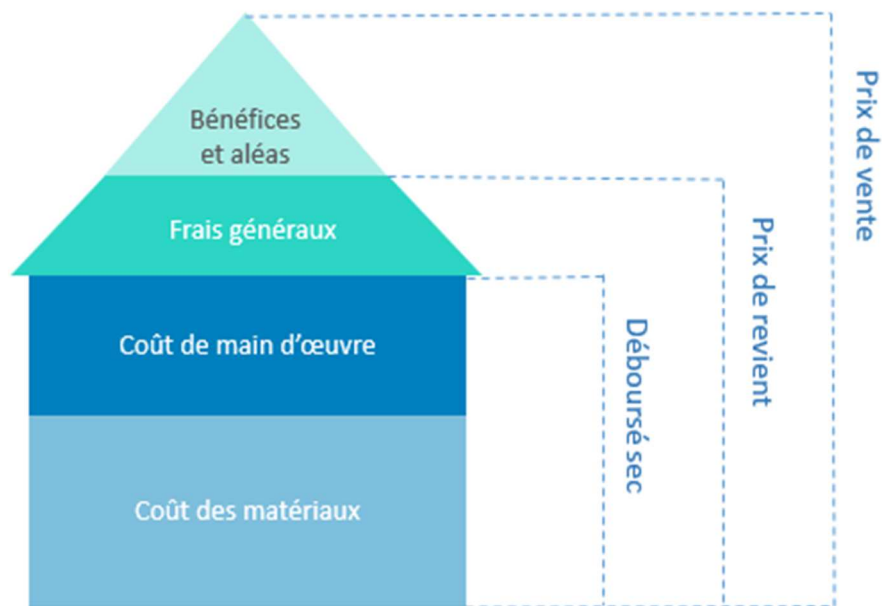 Bénéfices
et aléas
Frais généraux
Coût de main d'œuvre
Coût des matériaux
Déboursé sec
Prix de revient
Prix de vente